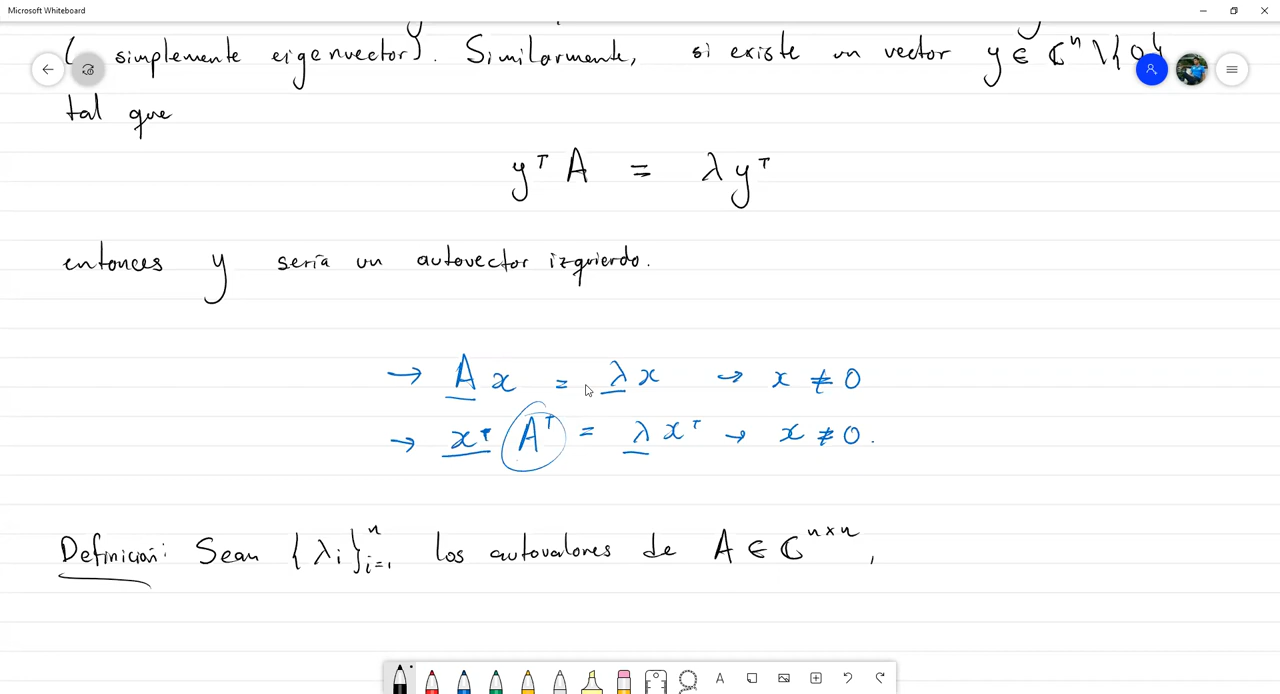 Microsoft Whiteboard
( simplemente eigenvector). Similarmente, si existe un vector y ∈ ℂⁿ \ {0}
tal que
yᵀ A = λ yᵀ
entonces y sería un autovector izquierdo.
→ A x = λ x → x ≠ 0
→ xᵀ Aᵀ = λ xᵀ → x ≠ 0.
Definición: Sean {λi}ⁿi=1 los autovalores de A ∈ ℂⁿˣⁿ,
A